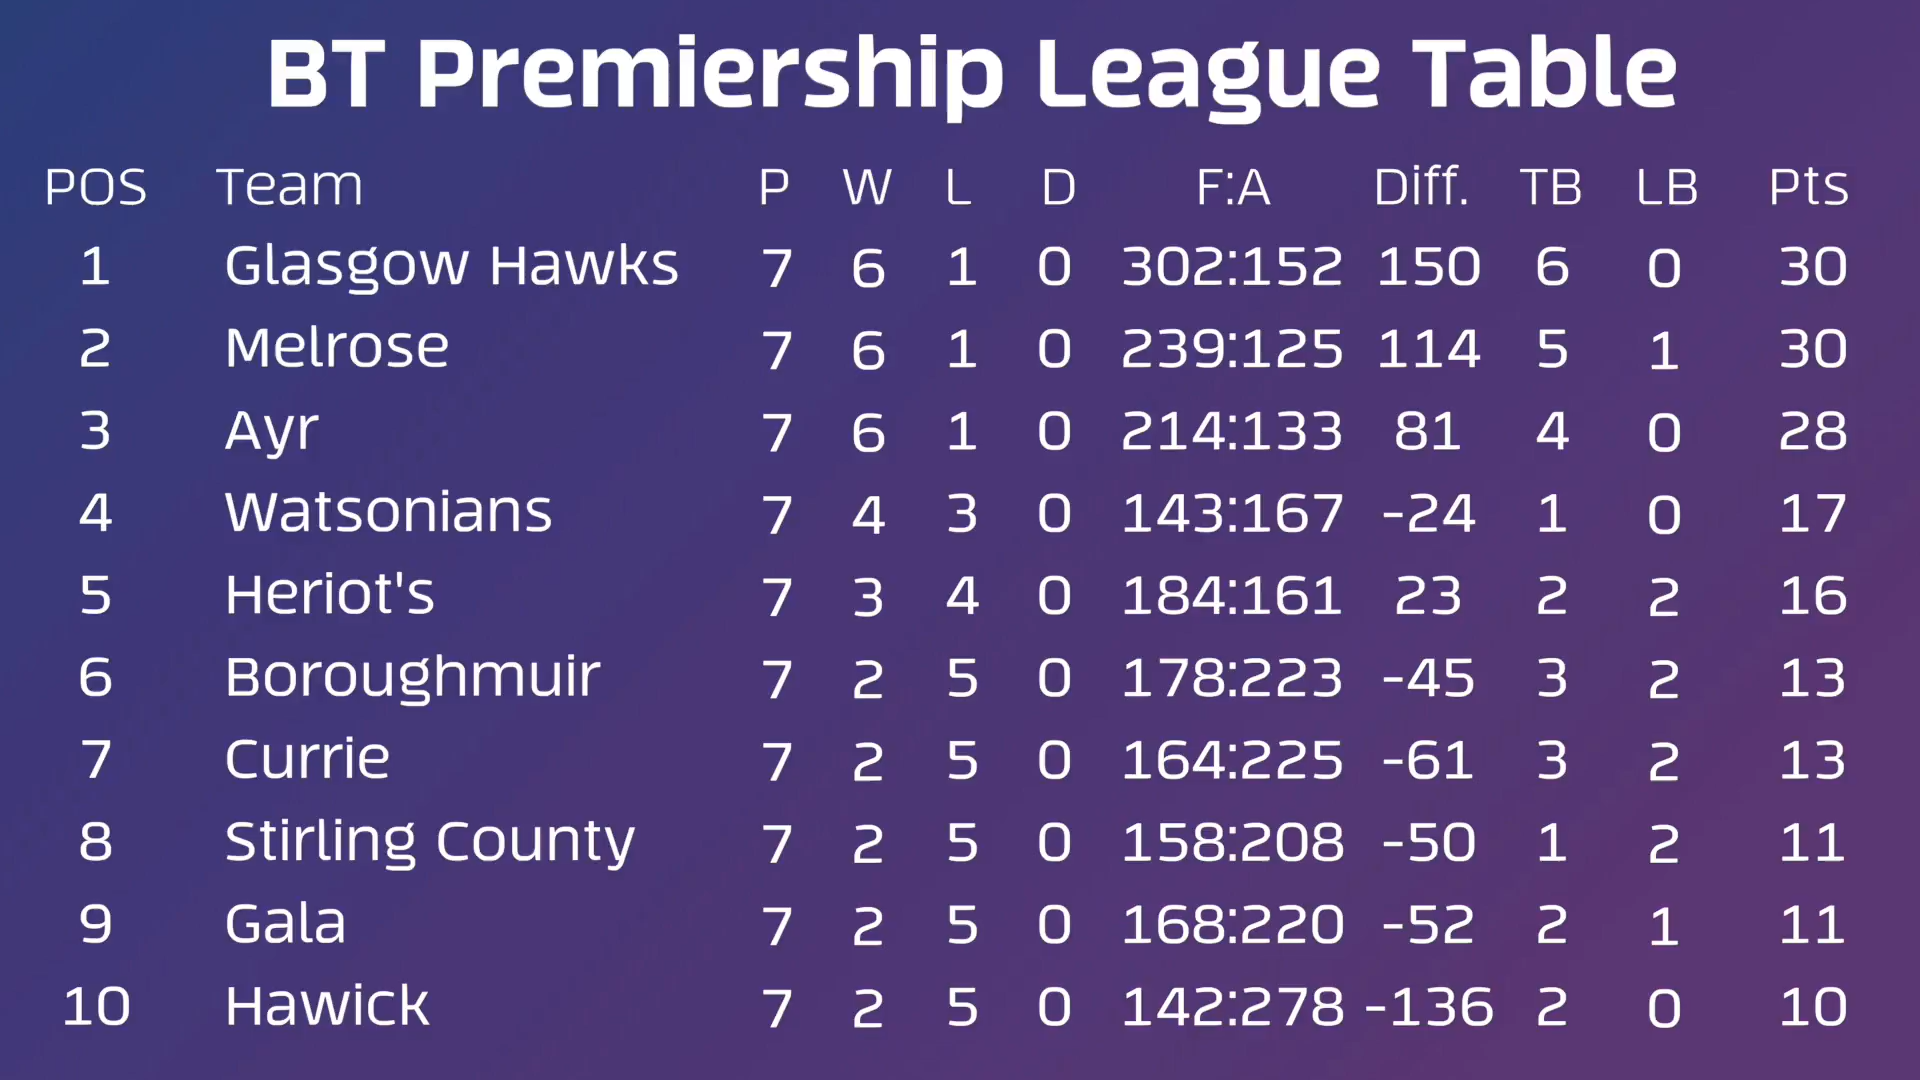 BT Premiership League Table
POS Team P W L D F:A Diff. TB LB Pts
1 Glasgow Hawks 7 6 1 0 302:152 150 6 0 30
2 Melrose 7 6 1 0 239:125 114 5 1 30
3 Ayr 7 6 1 0 214:133 81 4 0 28
4 Watsonians 7 4 3 0 143:167 -24 1 0 17
5 Heriot's 7 3 4 0 184:161 23 2 2 16
6 Boroughmuir 7 2 5 0 178:223 -45 3 2 13
7 Currie 7 2 5 0 164:225 -61 3 2 13
8 Stirling County 7 2 5 0 158:208 -50 1 2 11
9 Gala 7 2 5 0 168:220 -52 2 1 11
10 Hawick 7 2 5 0 142:278 -136 2 0 10